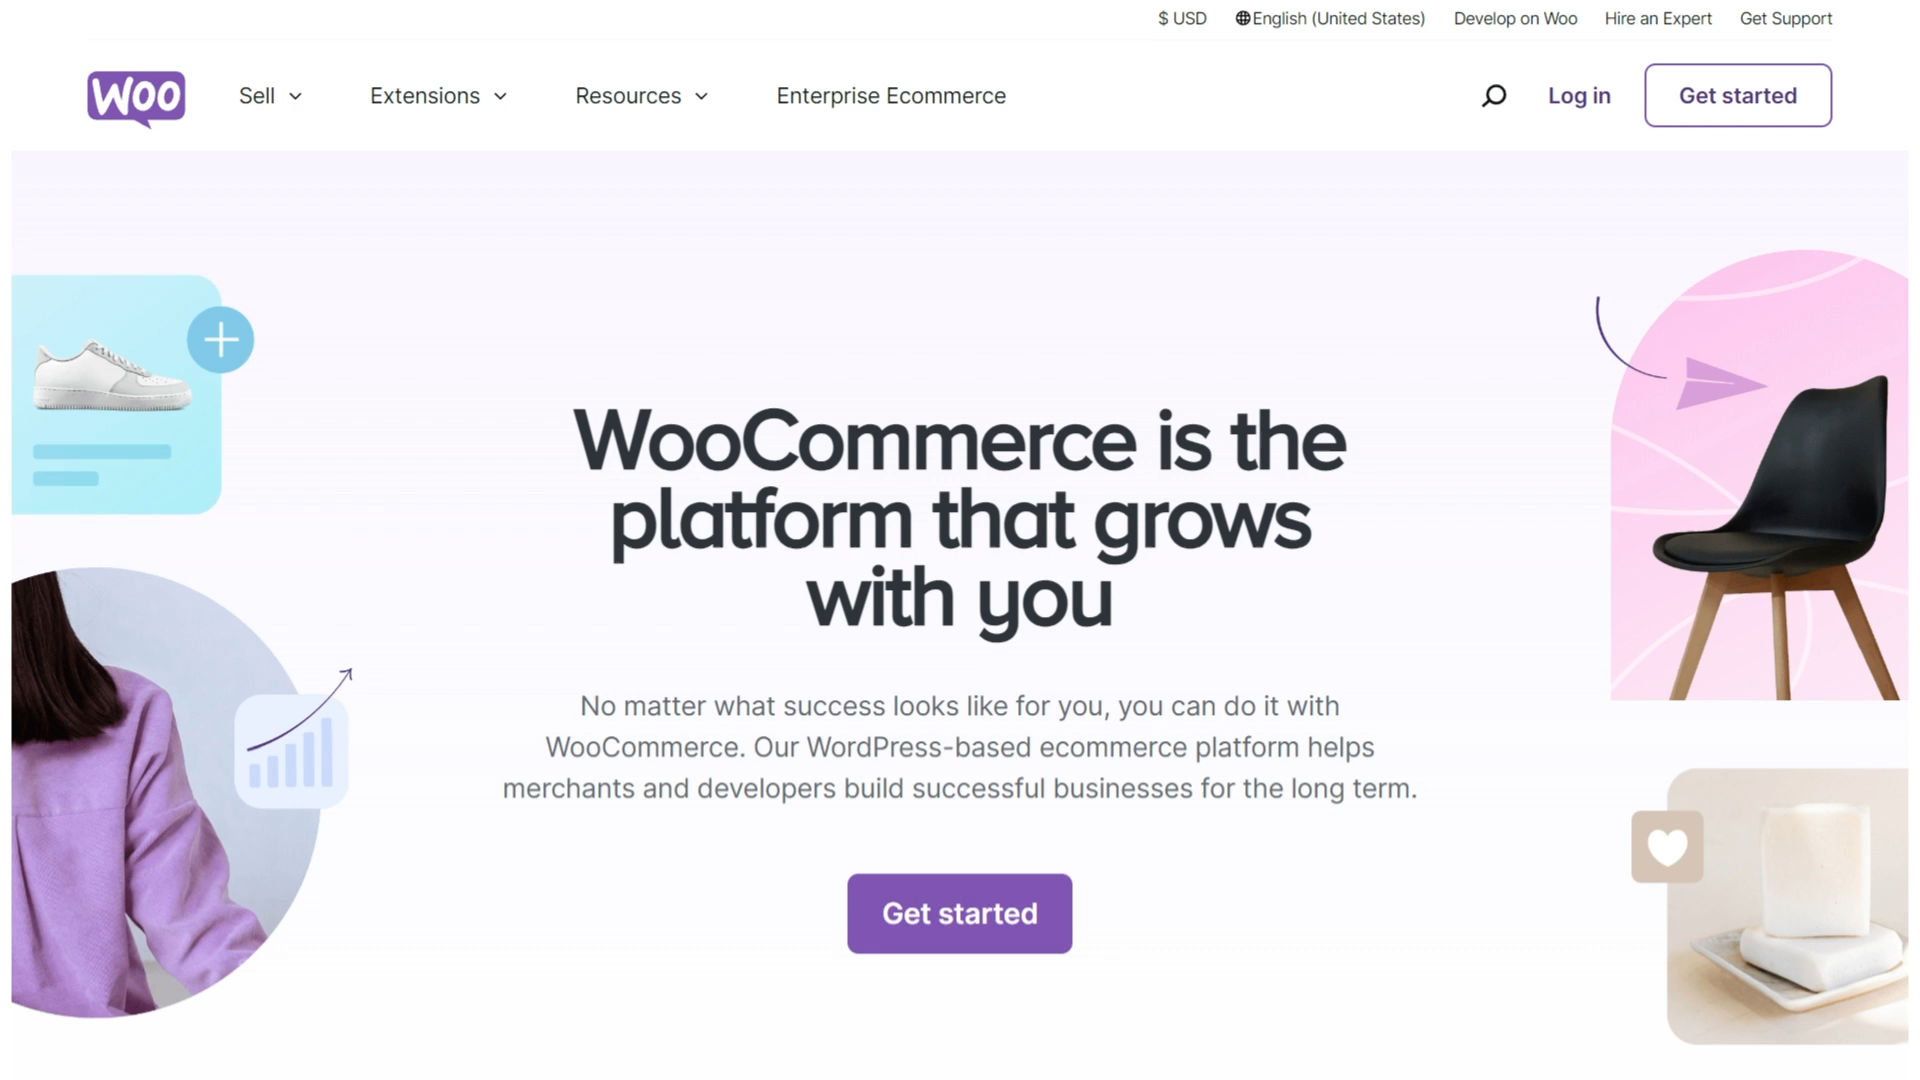 $ USD English (United States) Develop on Woo Hire an Expert Get Support
Woo Sell Extensions Resources Enterprise Ecommerce Log in Get started
WooCommerce is the
platform that grows
with you
No matter what success looks like for you, you can do it with
WooCommerce. Our WordPress-based ecommerce platform helps
merchants and developers build successful businesses for the long term.
Get started